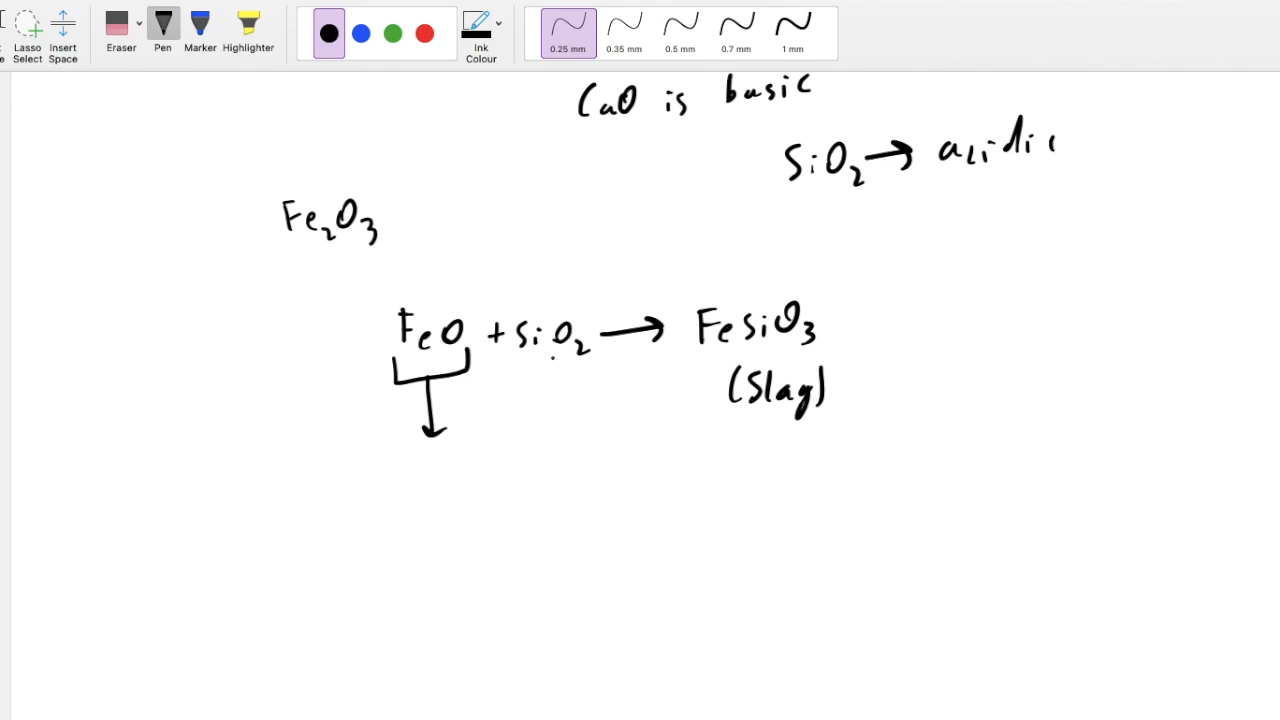 Eraser Pen Marker Highlighter
Lasso Select
Insert Space
Ink Colour
0.25 mm 0.35 mm 0.5 mm 0.7 mm 1 mm
CaO is basic
SiO₂ → acidic
Fe₂O₃
FeO + SiO₂ → FeSiO₃
(Slag)